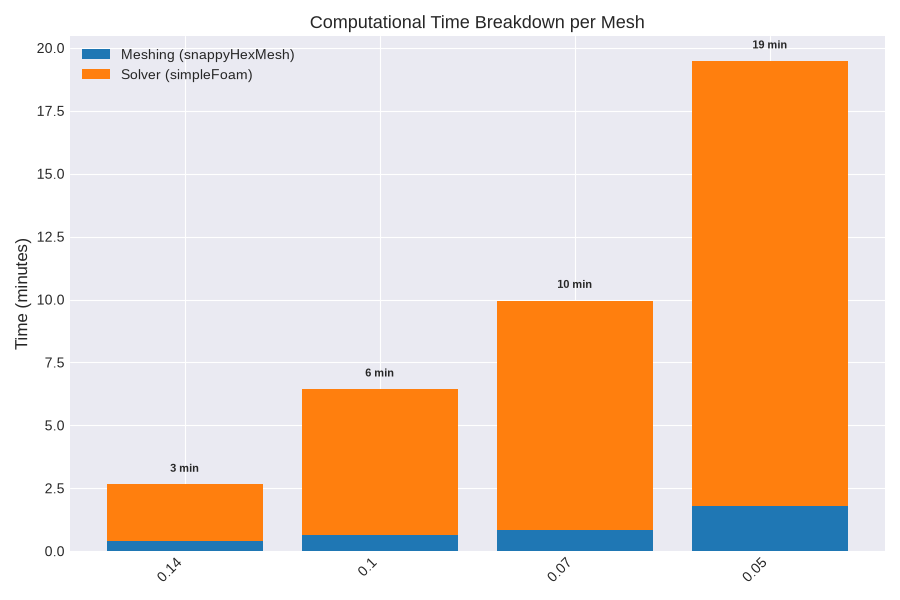 Computational Time Breakdown per Mesh
Meshing (snappyHexMesh)
Solver (simpleFoam)
Time (minutes)
20.0
17.5
15.0
12.5
10.0
7.5
5.0
2.5
0.0
3 min
6 min
10 min
19 min
0.14
0.1
0.07
0.05